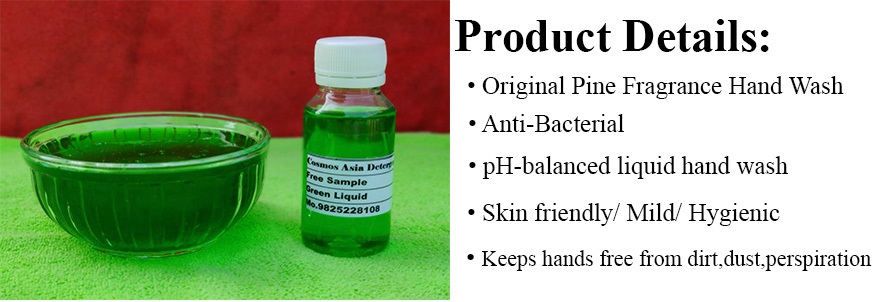 Product Details:
• Original Pine Fragrance Hand Wash
• Anti-Bacterial
• pH-balanced liquid hand wash
• Skin friendly/ Mild/ Hygienic
• Keeps hands free from dirt,dust,perspiration
Cosmos Asia
Free Sample
Green Liquid
Mo.9825228108